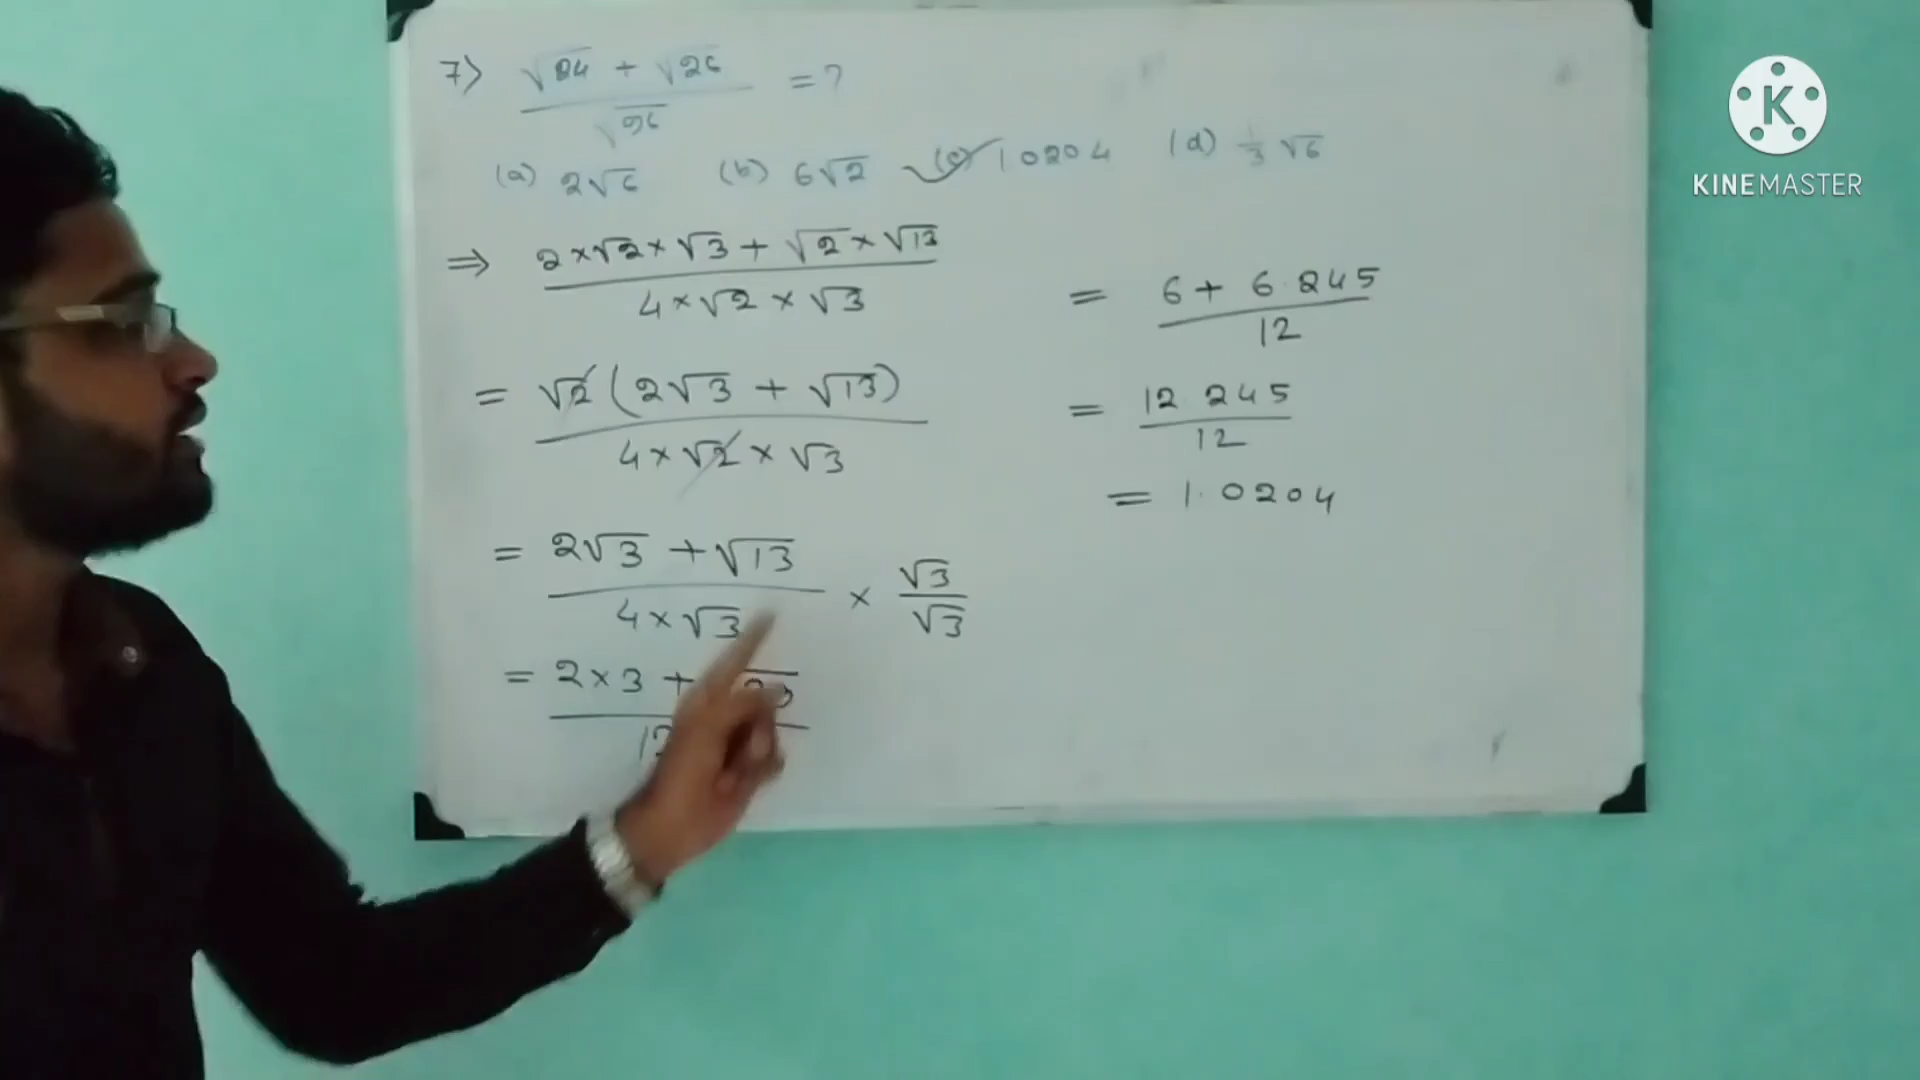 7) √24 + √26 / √96 = ?
(a) 2√6 (b) 6√2 (c) 1.0204 (d) 1/3 √6
⇒ 2×√2×√3 + √2×√13 / 4×√2×√3
= √2 (2√3 + √13) / 4×√2×√3
= 2√3 + √13 / 4×√3 × √3/√3
= 2×3 + / 12
= 6 + 6.245 / 12
= 12.245 / 12
= 1.0204
K
KINEMASTER